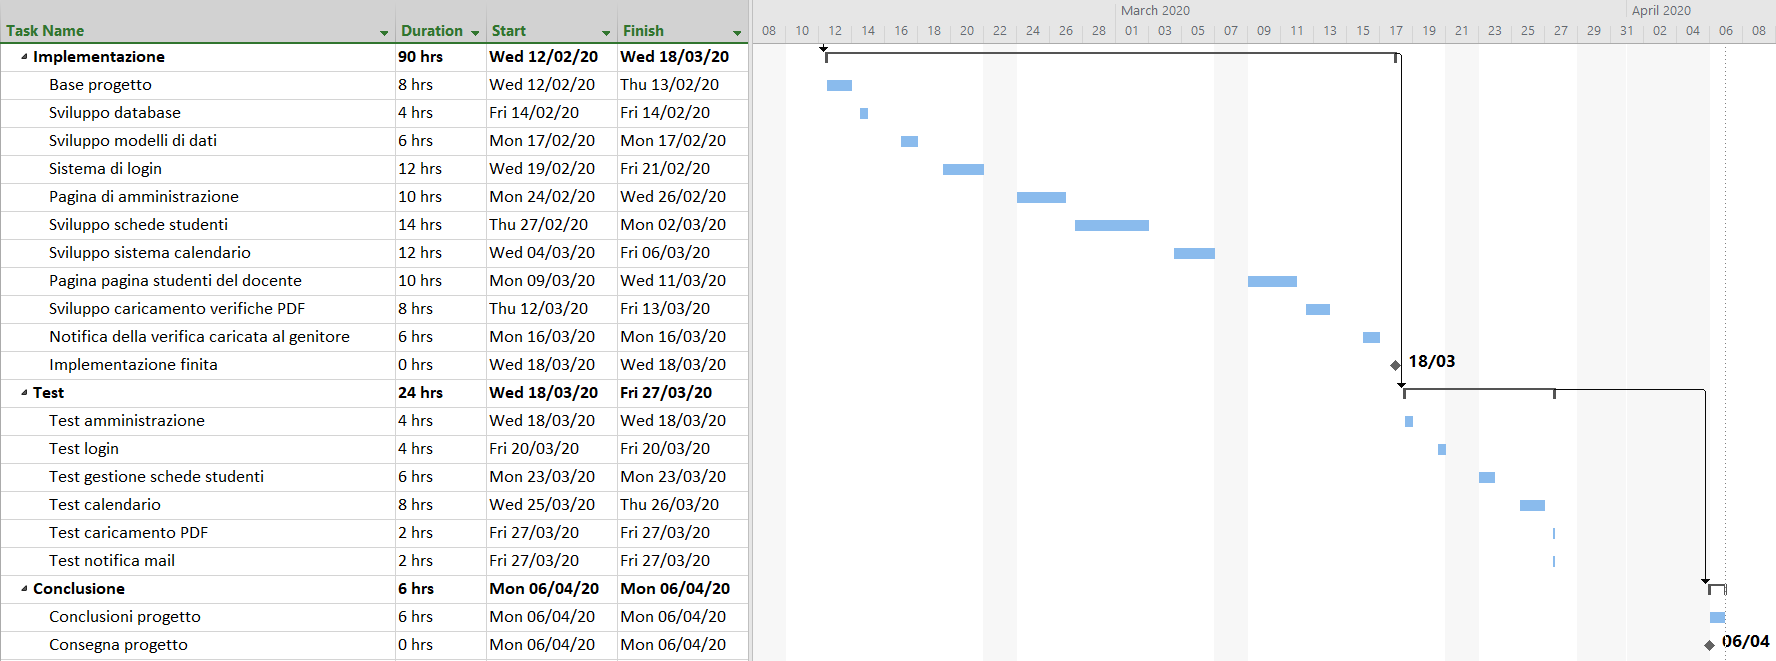 March 2020 April 2020
Task Name Duration Start Finish 08 10 12 14 16 18 20 22 24 26 28 01 03 05 07 09 11 13 15 17 19 21 23 25 27 29 31 02 04 06 08
Implementazione 90 hrs Wed 12/02/20 Wed 18/03/20
Base progetto 8 hrs Wed 12/02/20 Thu 13/02/20
Sviluppo database 4 hrs Fri 14/02/20 Fri 14/02/20
Sviluppo modelli di dati 6 hrs Mon 17/02/20 Mon 17/02/20
Sistema di login 12 hrs Wed 19/02/20 Fri 21/02/20
Pagina di amministrazione 10 hrs Mon 24/02/20 Wed 26/02/20
Sviluppo schede studenti 14 hrs Thu 27/02/20 Mon 02/03/20
Sviluppo sistema calendario 12 hrs Wed 04/03/20 Fri 06/03/20
Pagina pagina studenti del docente 10 hrs Mon 09/03/20 Wed 11/03/20
Sviluppo caricamento verifiche PDF 8 hrs Thu 12/03/20 Fri 13/03/20
Notifica della verifica caricata al genitore 6 hrs Mon 16/03/20 Mon 16/03/20
Implementazione finita 0 hrs Wed 18/03/20 Wed 18/03/20 18/03
Test 24 hrs Wed 18/03/20 Fri 27/03/20
Test amministrazione 4 hrs Wed 18/03/20 Wed 18/03/20
Test login 4 hrs Fri 20/03/20 Fri 20/03/20
Test gestione schede studenti 6 hrs Mon 23/03/20 Mon 23/03/20
Test calendario 8 hrs Wed 25/03/20 Thu 26/03/20
Test caricamento PDF 2 hrs Fri 27/03/20 Fri 27/03/20
Test notifica mail 2 hrs Fri 27/03/20 Fri 27/03/20
Conclusione 6 hrs Mon 06/04/20 Mon 06/04/20
Conclusioni progetto 6 hrs Mon 06/04/20 Mon 06/04/20
Consegna progetto 0 hrs Mon 06/04/20 Mon 06/04/20 06/04